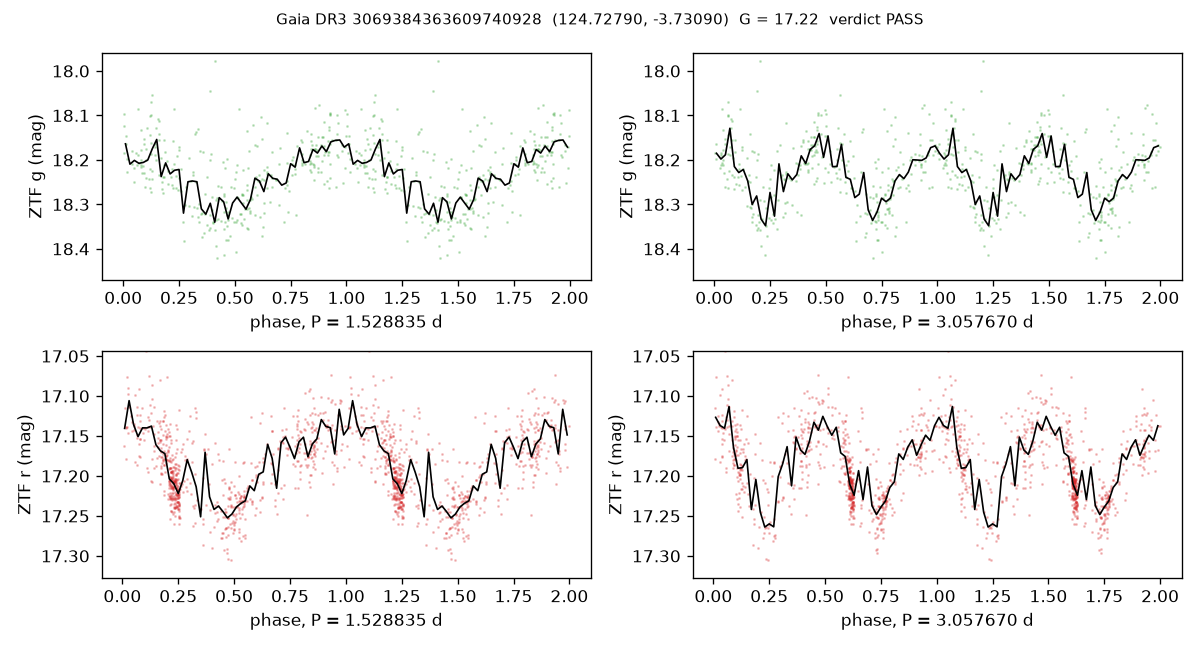 Gaia DR3 3069384363609740928 (124.72790, -3.73090) G = 17.22 verdict PASS
ZTF g (mag)
18.0
18.1
18.2
18.3
18.4
0.00 0.25 0.50 0.75 1.00 1.25 1.50 1.75 2.00
phase, P = 1.528835 d
ZTF g (mag)
18.0
18.1
18.2
18.3
18.4
0.00 0.25 0.50 0.75 1.00 1.25 1.50 1.75 2.00
phase, P = 3.057670 d
ZTF r (mag)
17.05
17.10
17.15
17.20
17.25
17.30
0.00 0.25 0.50 0.75 1.00 1.25 1.50 1.75 2.00
phase, P = 1.528835 d
ZTF r (mag)
17.05
17.10
17.15
17.20
17.25
17.30
0.00 0.25 0.50 0.75 1.00 1.25 1.50 1.75 2.00
phase, P = 3.057670 d